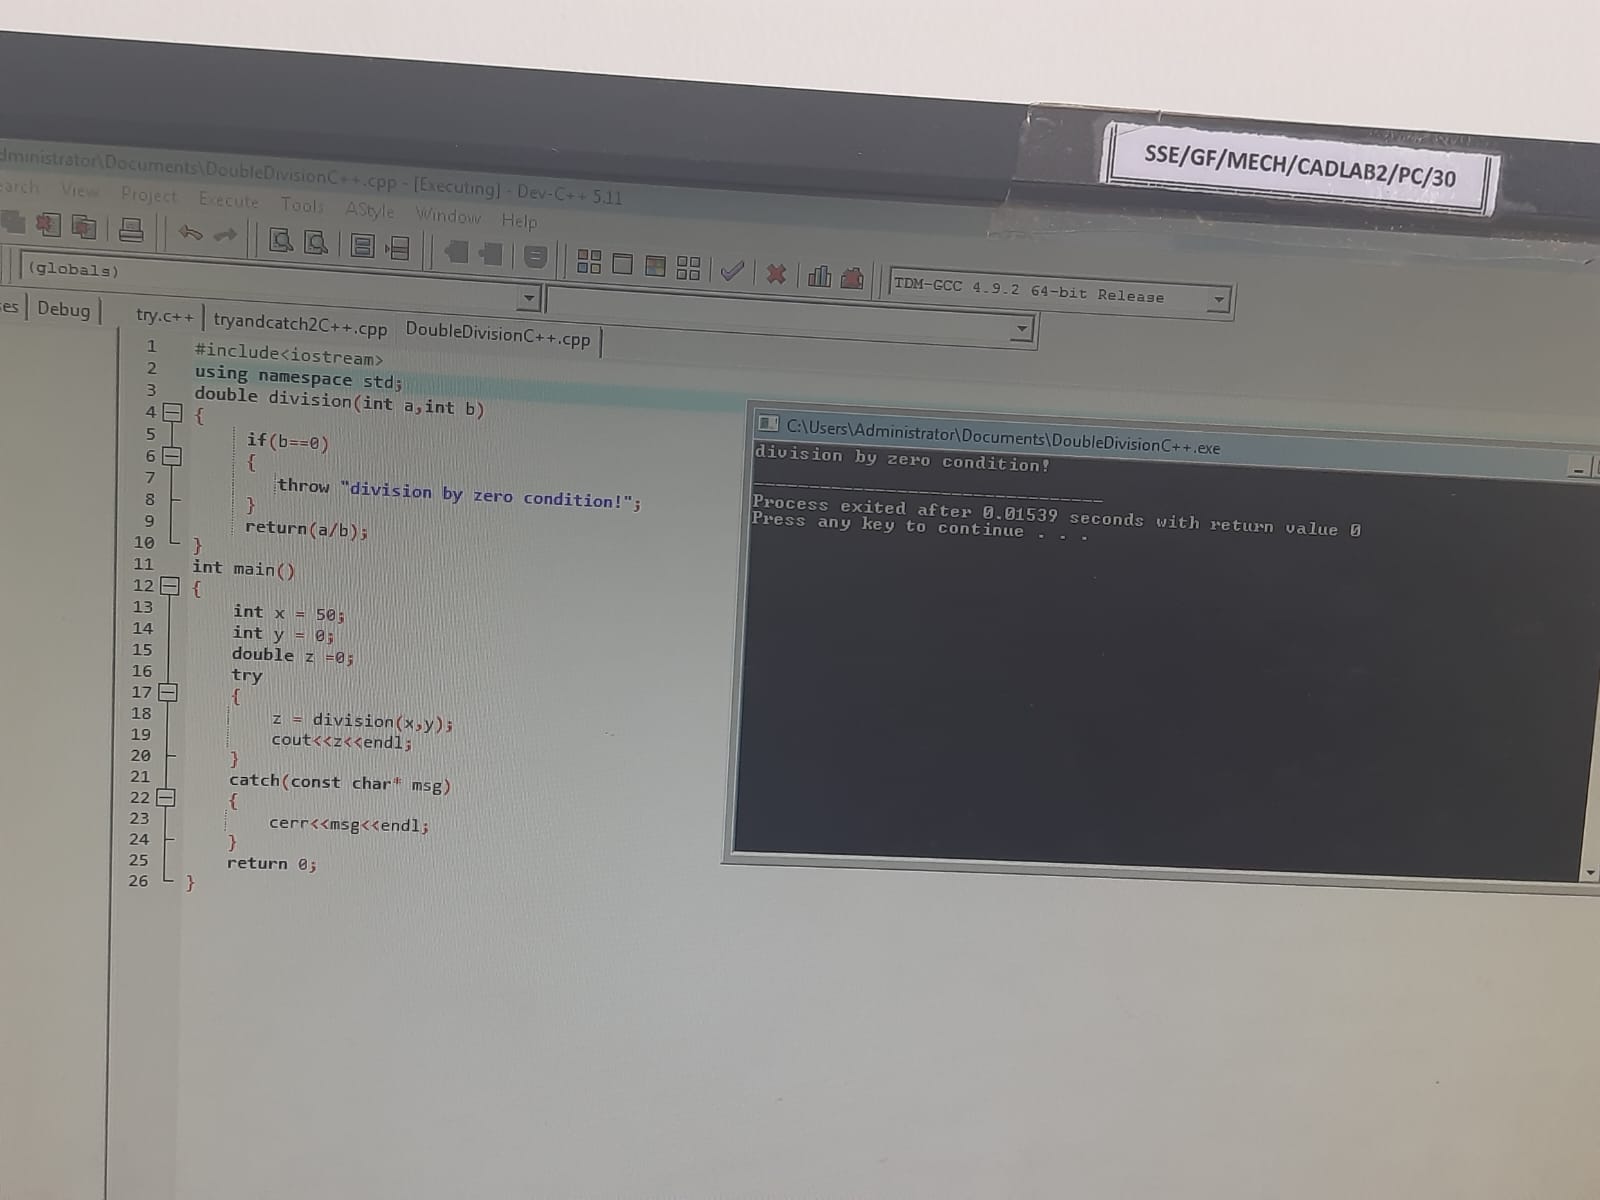 SSE/GF/MECH/CADLAB2/PC/30
dministrator\Documents\DoubleDivisionC++.cpp - [Executing] - Dev-C++ 5.11
earch View Project Execute Tools AStyle Window Help
TDM-GCC 4.9.2 64-bit Release
(globals)
es Debug try.c++ tryandcatch2C++.cpp DoubleDivisionC++.cpp
1 #include<iostream>
2 using namespace std;
3 double division(int a,int b)
4 {
5 if(b==0)
6 {
7 throw "division by zero condition!";
8 }
9 return(a/b);
10 }
11 int main()
12 {
13 int x = 50;
14 int y = 0;
15 double z =0;
16 try
17 {
18 z = division(x,y);
19 cout<<z<<endl;
20 }
21 catch(const char* msg)
22 {
23 cerr<<msg<<endl;
24 }
25 return 0;
26 }
C:\Users\Administrator\Documents\DoubleDivisionC++.exe
division by zero condition!
--------------------------------
Process exited after 0.01539 seconds with return value 0
Press any key to continue . . .